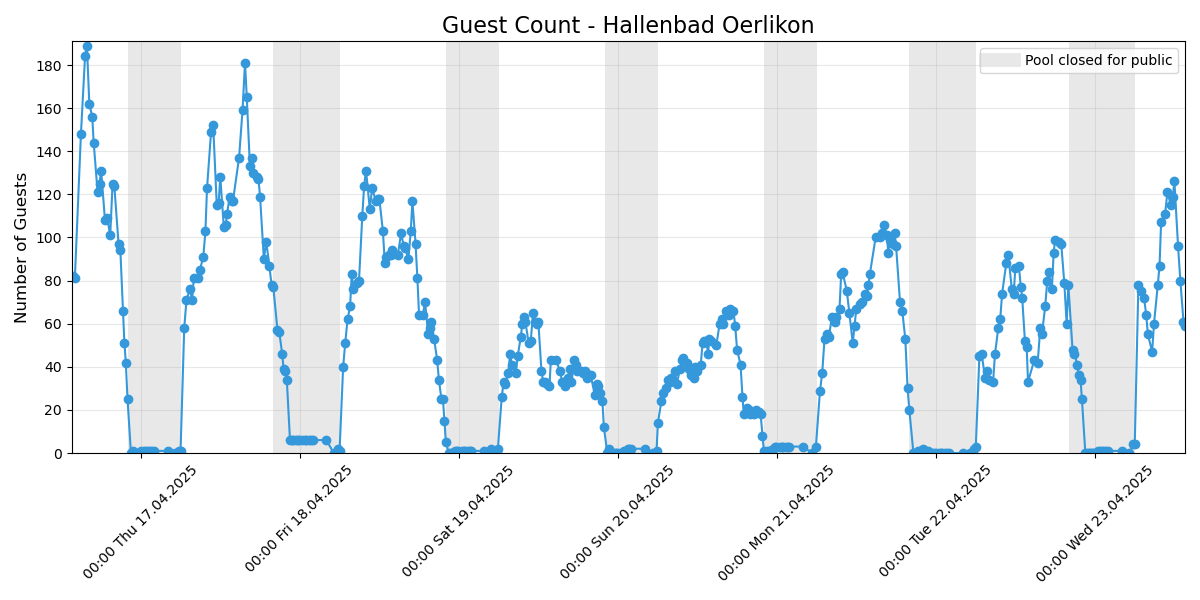 Guest Count - Hallenbad Oerlikon
Pool closed for public
Number of Guests
180
160
140
120
100
80
60
40
20
0
00:00 Thu 17.04.2025
00:00 Fri 18.04.2025
00:00 Sat 19.04.2025
00:00 Sun 20.04.2025
00:00 Mon 21.04.2025
00:00 Tue 22.04.2025
00:00 Wed 23.04.2025